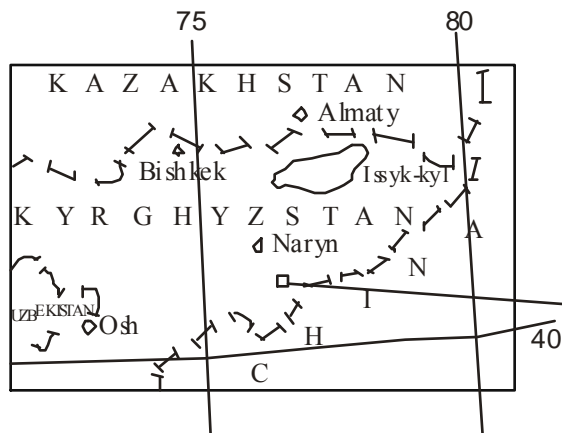 75
80
K A Z A K H S T A N
Almaty
Bishkek
Issyk-kyl
K Y R G H Y Z S T A N
A
Naryn
N
I
UZBEKISTAN
Osh
H
40
C